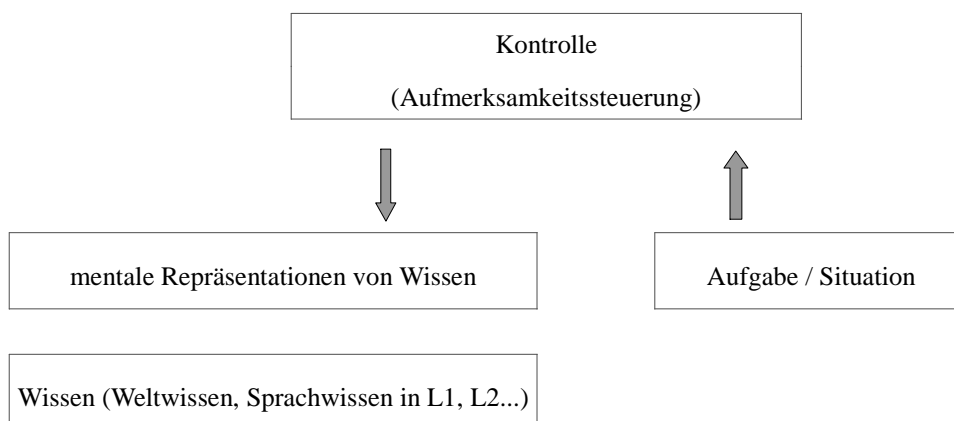 Kontrolle
(Aufmerksamkeitssteuerung)
mentale Repräsentationen von Wissen
Aufgabe / Situation
Wissen (Weltwissen, Sprachwissen in L1, L2...)